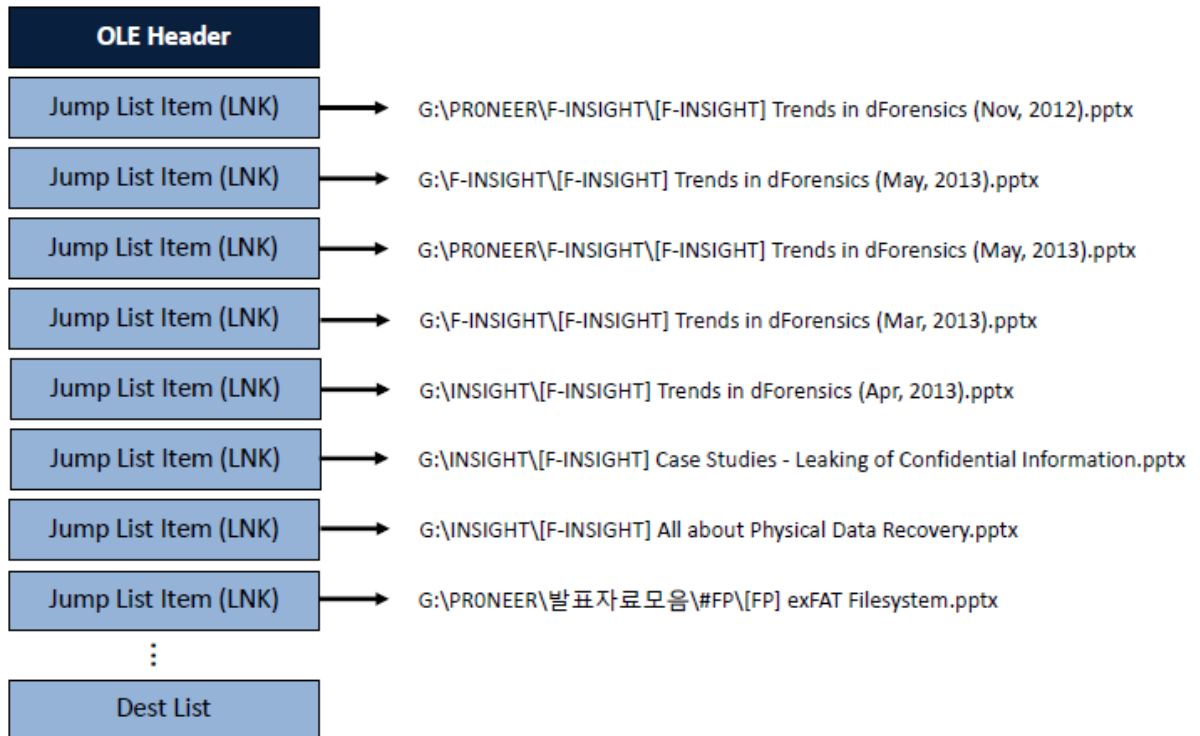 OLE Header
Jump List Item (LNK) G:\PR0NEER\F-INSIGHT\[F-INSIGHT] Trends in dForensics (Nov, 2012).pptx
Jump List Item (LNK) G:\F-INSIGHT\[F-INSIGHT] Trends in dForensics (May, 2013).pptx
Jump List Item (LNK) G:\PR0NEER\F-INSIGHT\[F-INSIGHT] Trends in dForensics (May, 2013).pptx
Jump List Item (LNK) G:\F-INSIGHT\[F-INSIGHT] Trends in dForensics (Mar, 2013).pptx
Jump List Item (LNK) G:\INSIGHT\[F-INSIGHT] Trends in dForensics (Apr, 2013).pptx
Jump List Item (LNK) G:\INSIGHT\[F-INSIGHT] Case Studies - Leaking of Confidential Information.pptx
Jump List Item (LNK) G:\INSIGHT\[F-INSIGHT] All about Physical Data Recovery.pptx
Jump List Item (LNK) G:\PR0NEER\발표자료모음\#FP\[FP] exFAT Filesystem.pptx
⋮
Dest List